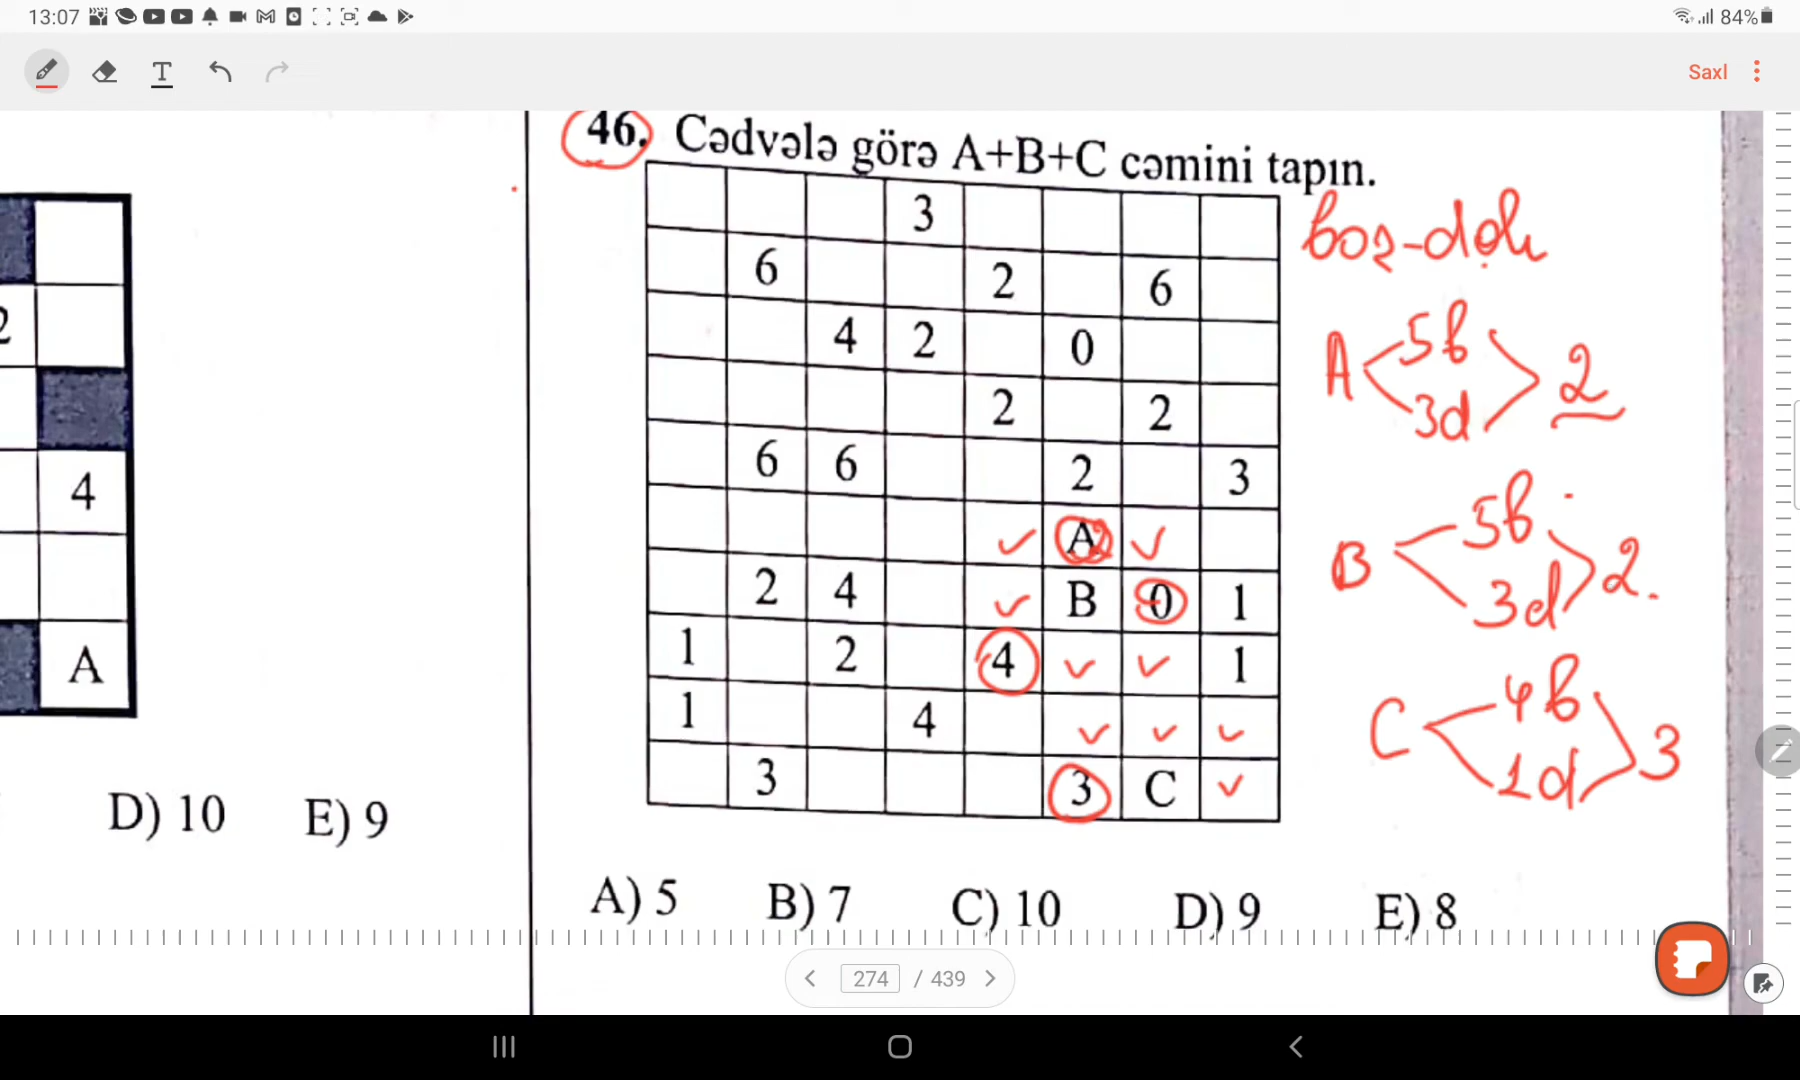 13:07
84%
Saxl
46. Cədvələ görə A+B+C cəmini tapın.
3
6 2 6
4 2 0
2 2
6 6 2 3
A 2
2 4 B 0 1
1 2 4 1
1 4
3 3 C
boş-dolu
A 5b 3d 2
B 5b 3d 2.
C 4b 1d 3
A) 5 B) 7 C) 10 D) 9 E) 8
2
4
A
D) 10 E) 9
274 / 439